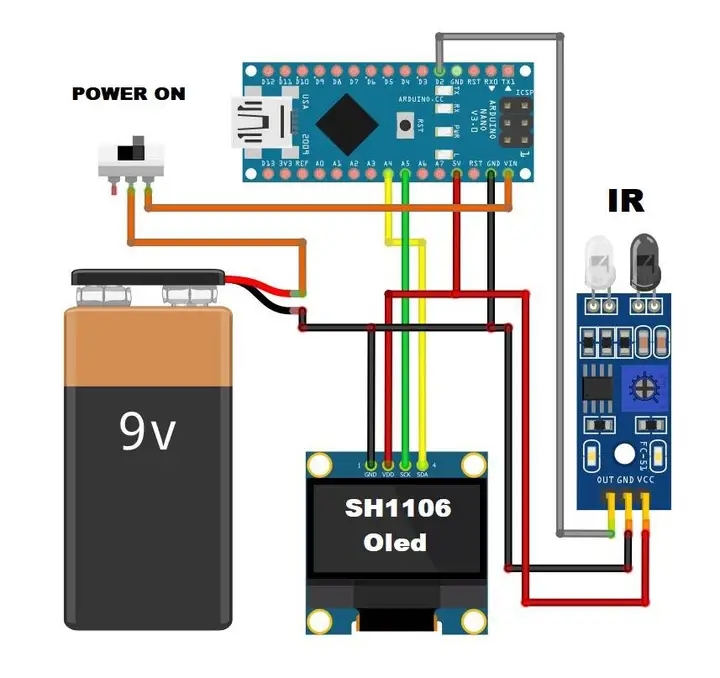 POWER ON
D12 D11 D10 D9 D8 D7 D6 D5 D4 D3 D2 GND RST RX0 TX1
ARDUINO.CC
TX
RX
PWR
L
RST
USA
2009
ICSP
1
ARDUINO
NANO
V3.0
D13 3V3 REF A0 A1 A2 A3 A4 A5 A6 A7 5V RST GND VIN
IR
9v
FC-51
OUT GND VCC
1 4
GND VDD SCK SDA
SH1106
Oled